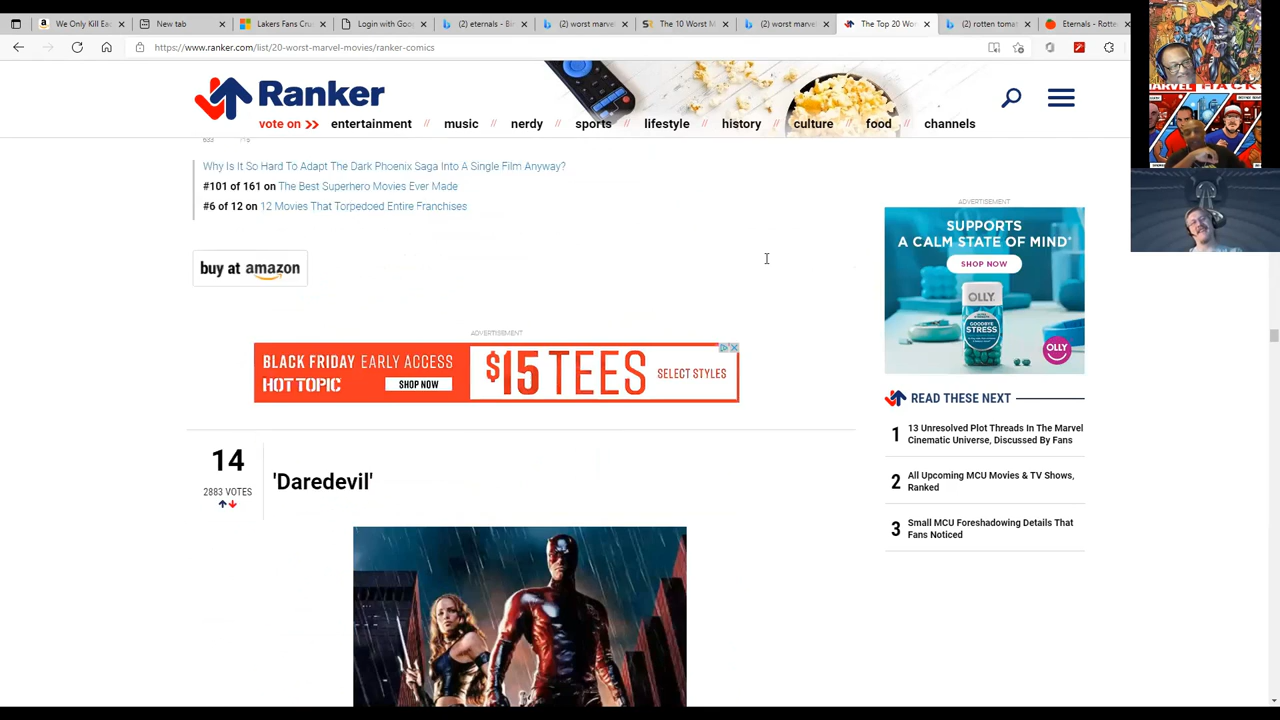 We Only Kill Ea
New tab
Lakers Fans Cru
Login with Goo
(2) eternals - Bi
(2) worst marve
The 10 Worst M
(2) worst marve
The Top 20 Wo
(2) rotten toma
Eternals - Rotte
https://www.ranker.com/list/20-worst-marvel-movies/ranker-comics
Ranker
vote on >> entertainment // music // nerdy // sports // lifestyle // history // culture // food // channels
633
Why Is It So Hard To Adapt The Dark Phoenix Saga Into A Single Film Anyway?
#101 of 161 on The Best Superhero Movies Ever Made
#6 of 12 on 12 Movies That Torpedoed Entire Franchises
buy at amazon
ADVERTISEMENT
BLACK FRIDAY EARLY ACCESS
HOT TOPIC SHOP NOW
$15 TEES
SELECT STYLES
14
2883 VOTES
'Daredevil'
ADVERTISEMENT
SUPPORTS
A CALM STATE OF MIND*
SHOP NOW
OLLY
GOODBYE
STRESS
OLLY
READ THESE NEXT
1 13 Unresolved Plot Threads In The Marvel
Cinematic Universe, Discussed By Fans
2 All Upcoming MCU Movies & TV Shows,
Ranked
3 Small MCU Foreshadowing Details That
Fans Noticed
MARVEL